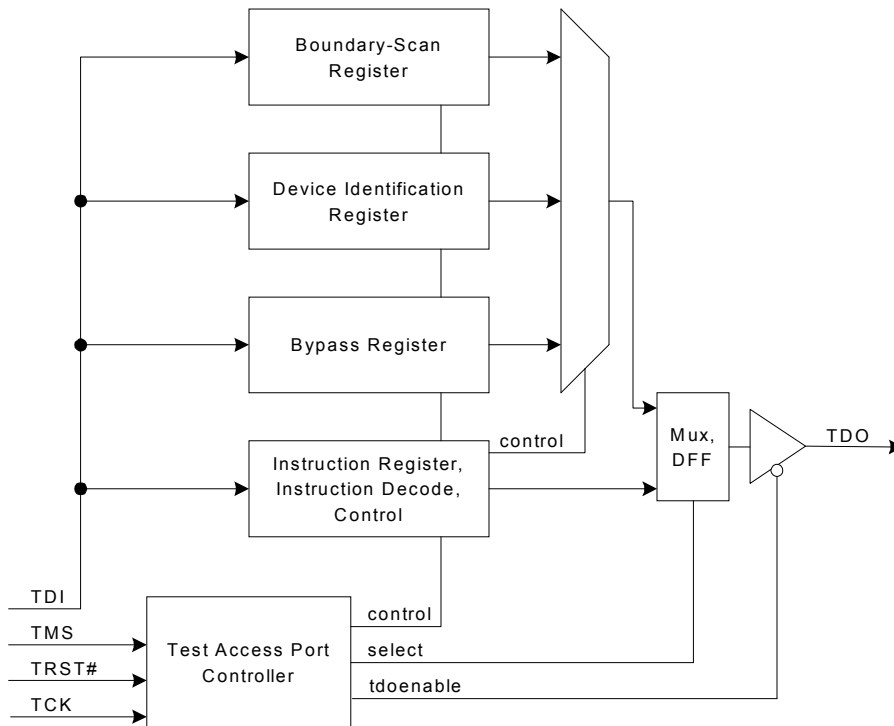 Boundary-Scan
Register
Device Identification
Register
Bypass Register
control
Instruction Register,
Instruction Decode,
Control
Mux,
DFF
TDO
TDI
TMS
TRST#
TCK
Test Access Port
Controller
control
select
tdoenable